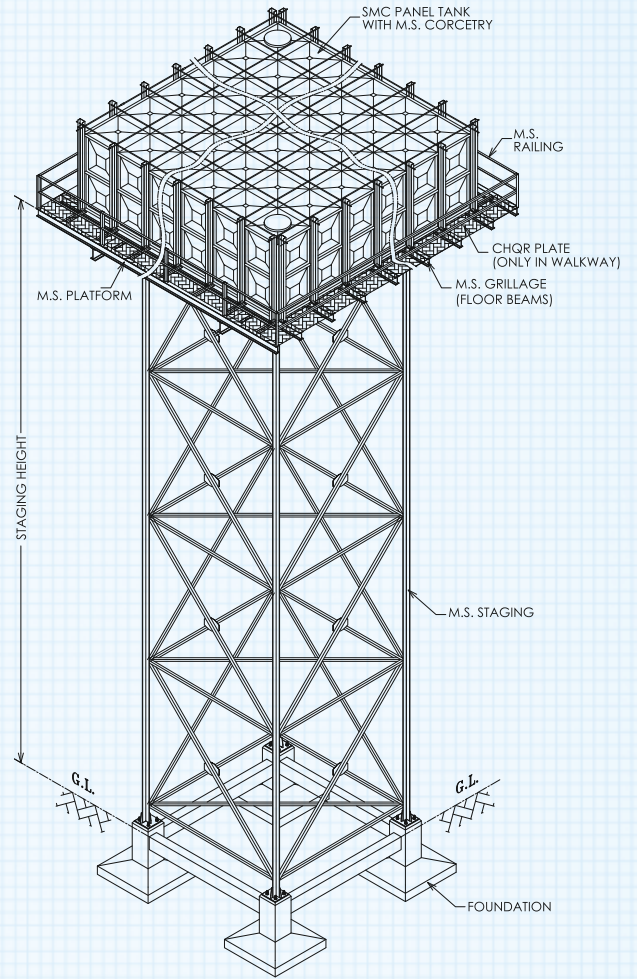 SMC PANEL TANK
WITH M.S. CORCETRY
M.S.
RAILING
CHQR PLATE
(ONLY IN WALKWAY)
M.S. GRILLAGE
(FLOOR BEAMS)
M.S. PLATFORM
STAGING HEIGHT
M.S. STAGING
G.L.
G.L.
FOUNDATION